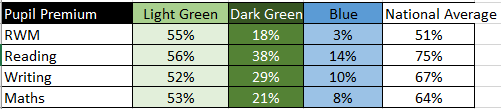 Pupil Premium Light Green Dark Green Blue National Average
RWM 55% 18% 3% 51%
Reading 56% 38% 14% 75%
Writing 52% 29% 10% 67%
Maths 53% 21% 8% 64%